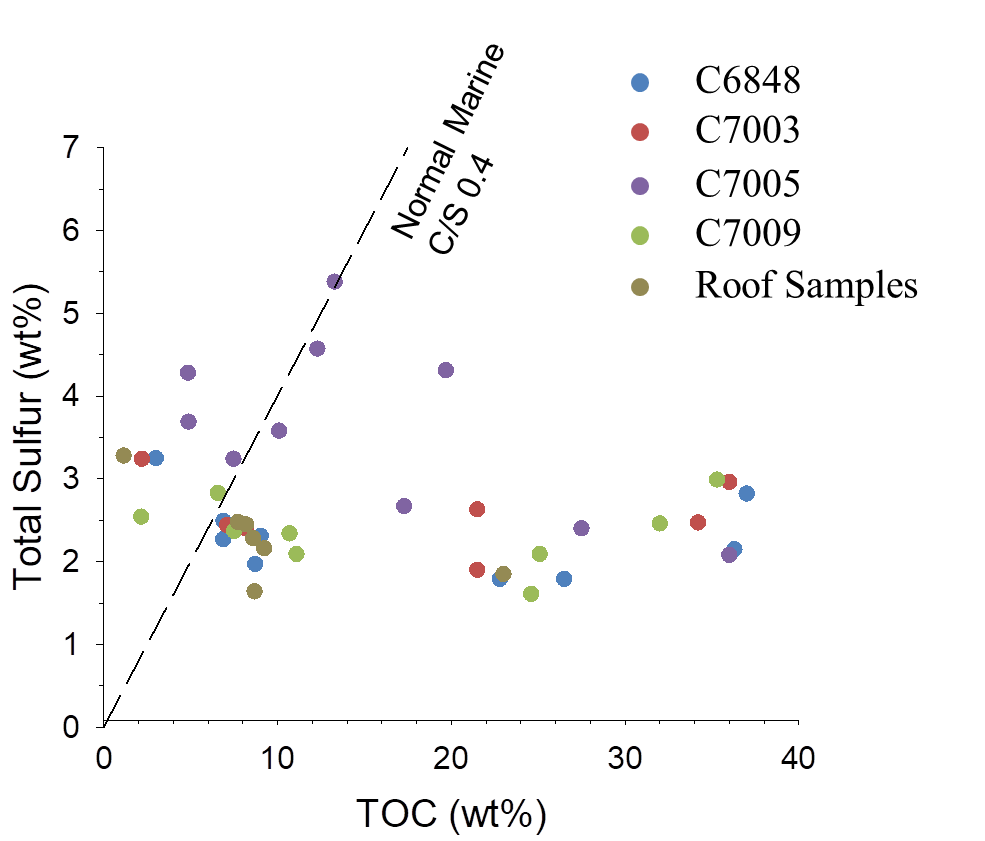 Normal Marine
C/S 0.4
C6848
C7003
C7005
C7009
Roof Samples
Total Sulfur (wt%)
7
6
5
4
3
2
1
0
0 10 20 30 40
TOC (wt%)